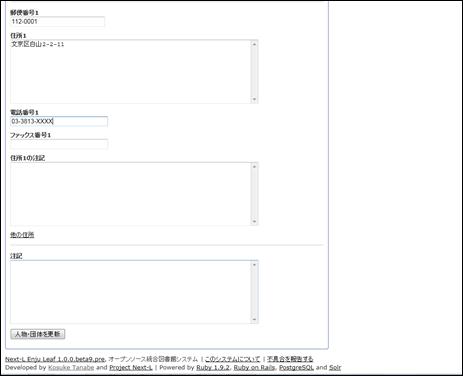 郵便番号1
112-0001
住所1
文京区白山2-2-11
電話番号1
03-3813-XXXX
ファックス番号1
住所1の注記
他の住所
注記
人物・団体を更新
Next-L Enju Leaf 1.0.0.beta9.pre, オープンソース統合図書館システム | このシステムについて | 不具合を報告する
Developed by Kosuke Tanabe and Project Next-L | Powered by Ruby 1.9.2, Ruby on Rails, PostgreSQL and Solr